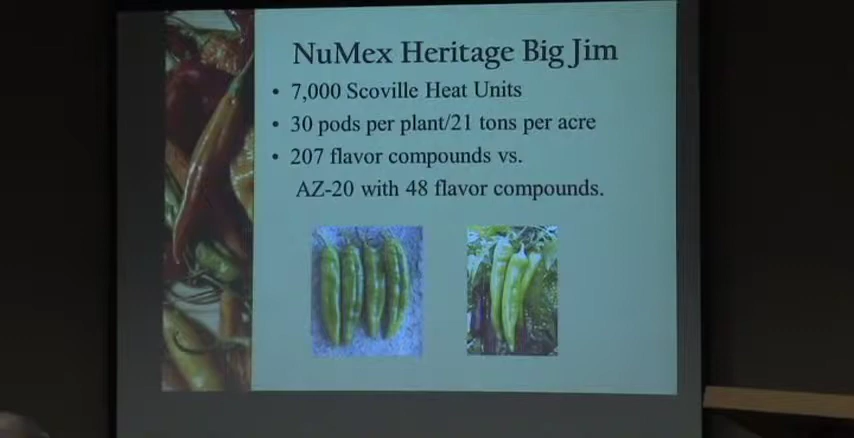 NuMex Heritage Big Jim
• 7,000 Scoville Heat Units
• 30 pods per plant/21 tons per acre
• 207 flavor compounds vs.
AZ-20 with 48 flavor compounds.